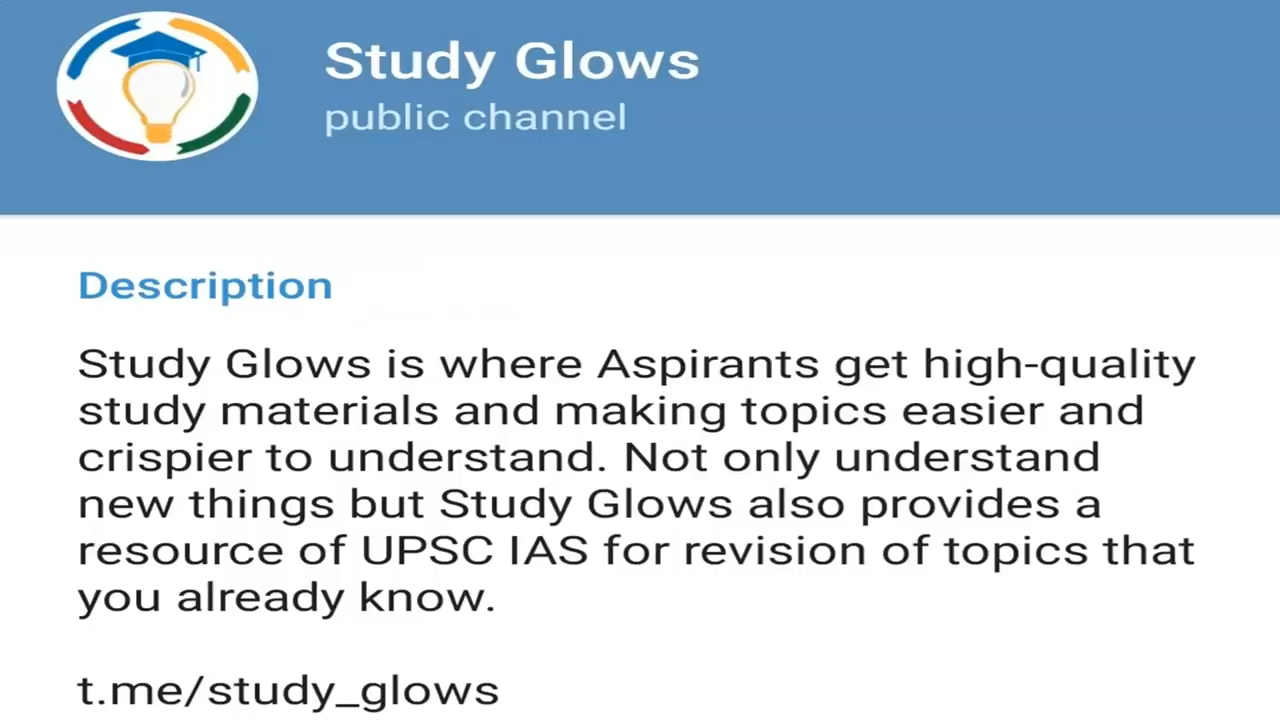 Study Glows
public channel
Description
Study Glows is where Aspirants get high-quality
study materials and making topics easier and
crispier to understand. Not only understand
new things but Study Glows also provides a
resource of UPSC IAS for revision of topics that
you already know.
t.me/study_glows